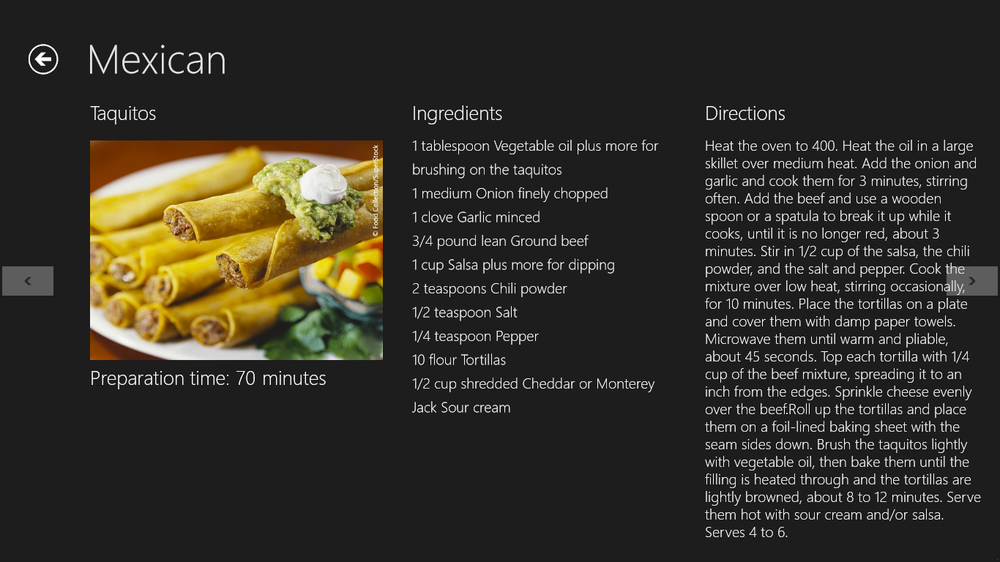 Mexican
Taquitos
© Food Collection/SuperStock
Preparation time: 70 minutes
Ingredients
1 tablespoon Vegetable oil plus more for
brushing on the taquitos
1 medium Onion finely chopped
1 clove Garlic minced
3/4 pound lean Ground beef
1 cup Salsa plus more for dipping
2 teaspoons Chili powder
1/2 teaspoon Salt
1/4 teaspoon Pepper
10 flour Tortillas
1/2 cup shredded Cheddar or Monterey
Jack Sour cream
Directions
Heat the oven to 400. Heat the oil in a large
skillet over medium heat. Add the onion and
garlic and cook them for 3 minutes, stirring
often. Add the beef and use a wooden
spoon or a spatula to break it up while it
cooks, until it is no longer red, about 3
minutes. Stir in 1/2 cup of the salsa, the chili
powder, and the salt and pepper. Cook the
mixture over low heat, stirring occasionally,
for 10 minutes. Place the tortillas on a plate
and cover them with damp paper towels.
Microwave them until warm and pliable,
about 45 seconds. Top each tortilla with 1/4
cup of the beef mixture, spreading it to an
inch from the edges. Sprinkle cheese evenly
over the beef.Roll up the tortillas and place
them on a foil-lined baking sheet with the
seam sides down. Brush the taquitos lightly
with vegetable oil, then bake them until the
filling is heated through and the tortillas are
lightly browned, about 8 to 12 minutes. Serve
them hot with sour cream and/or salsa.
Serves 4 to 6.